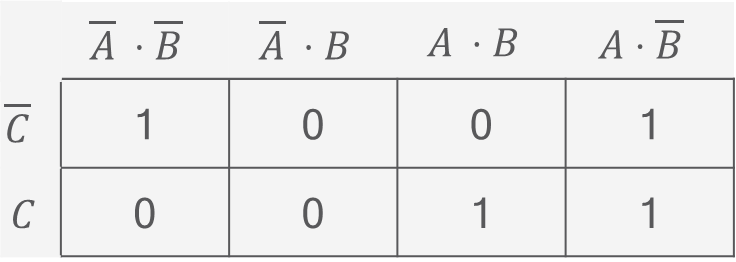 A̅ · B̅ A̅ · B A · B A · B̅
C̅ 1 0 0 1
C 0 0 1 1